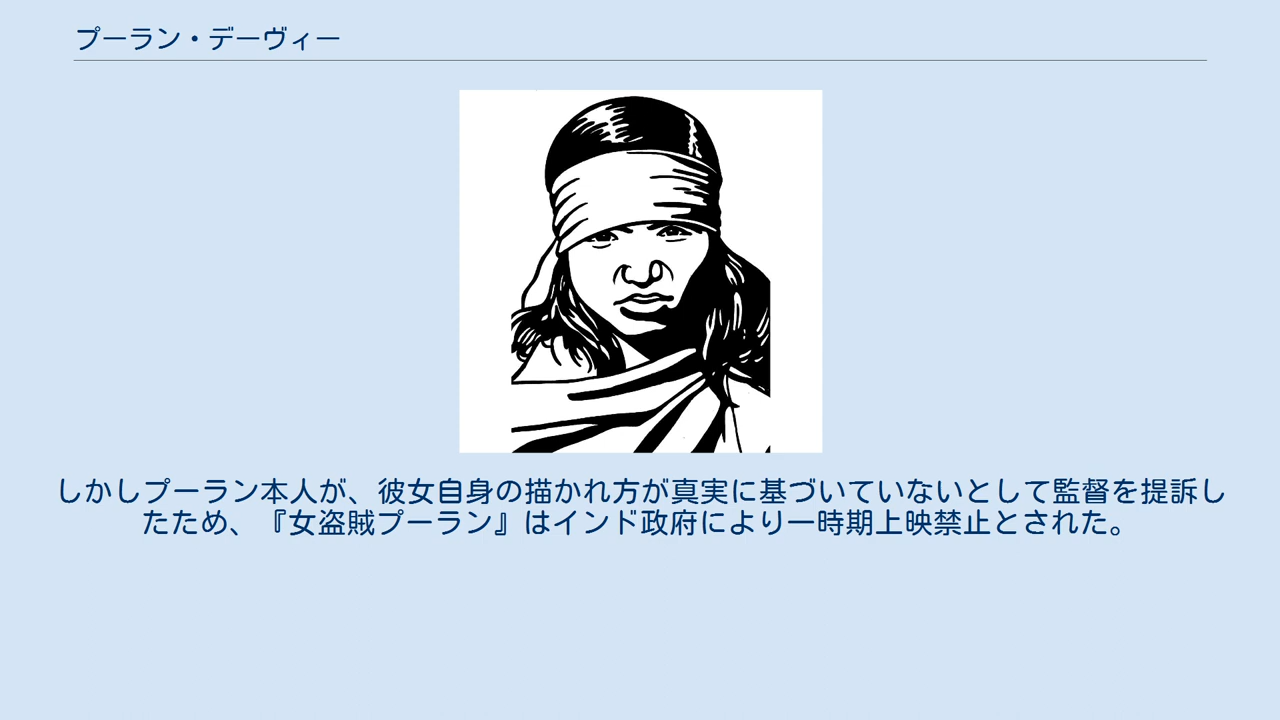 プーラン・デーヴィー
しかしプーラン本人が、彼女自身の描かれ方が真実に基づいていないとして監督を提訴し
たため、『女盗賊プーラン』はインド政府により一時期上映禁止とされた。